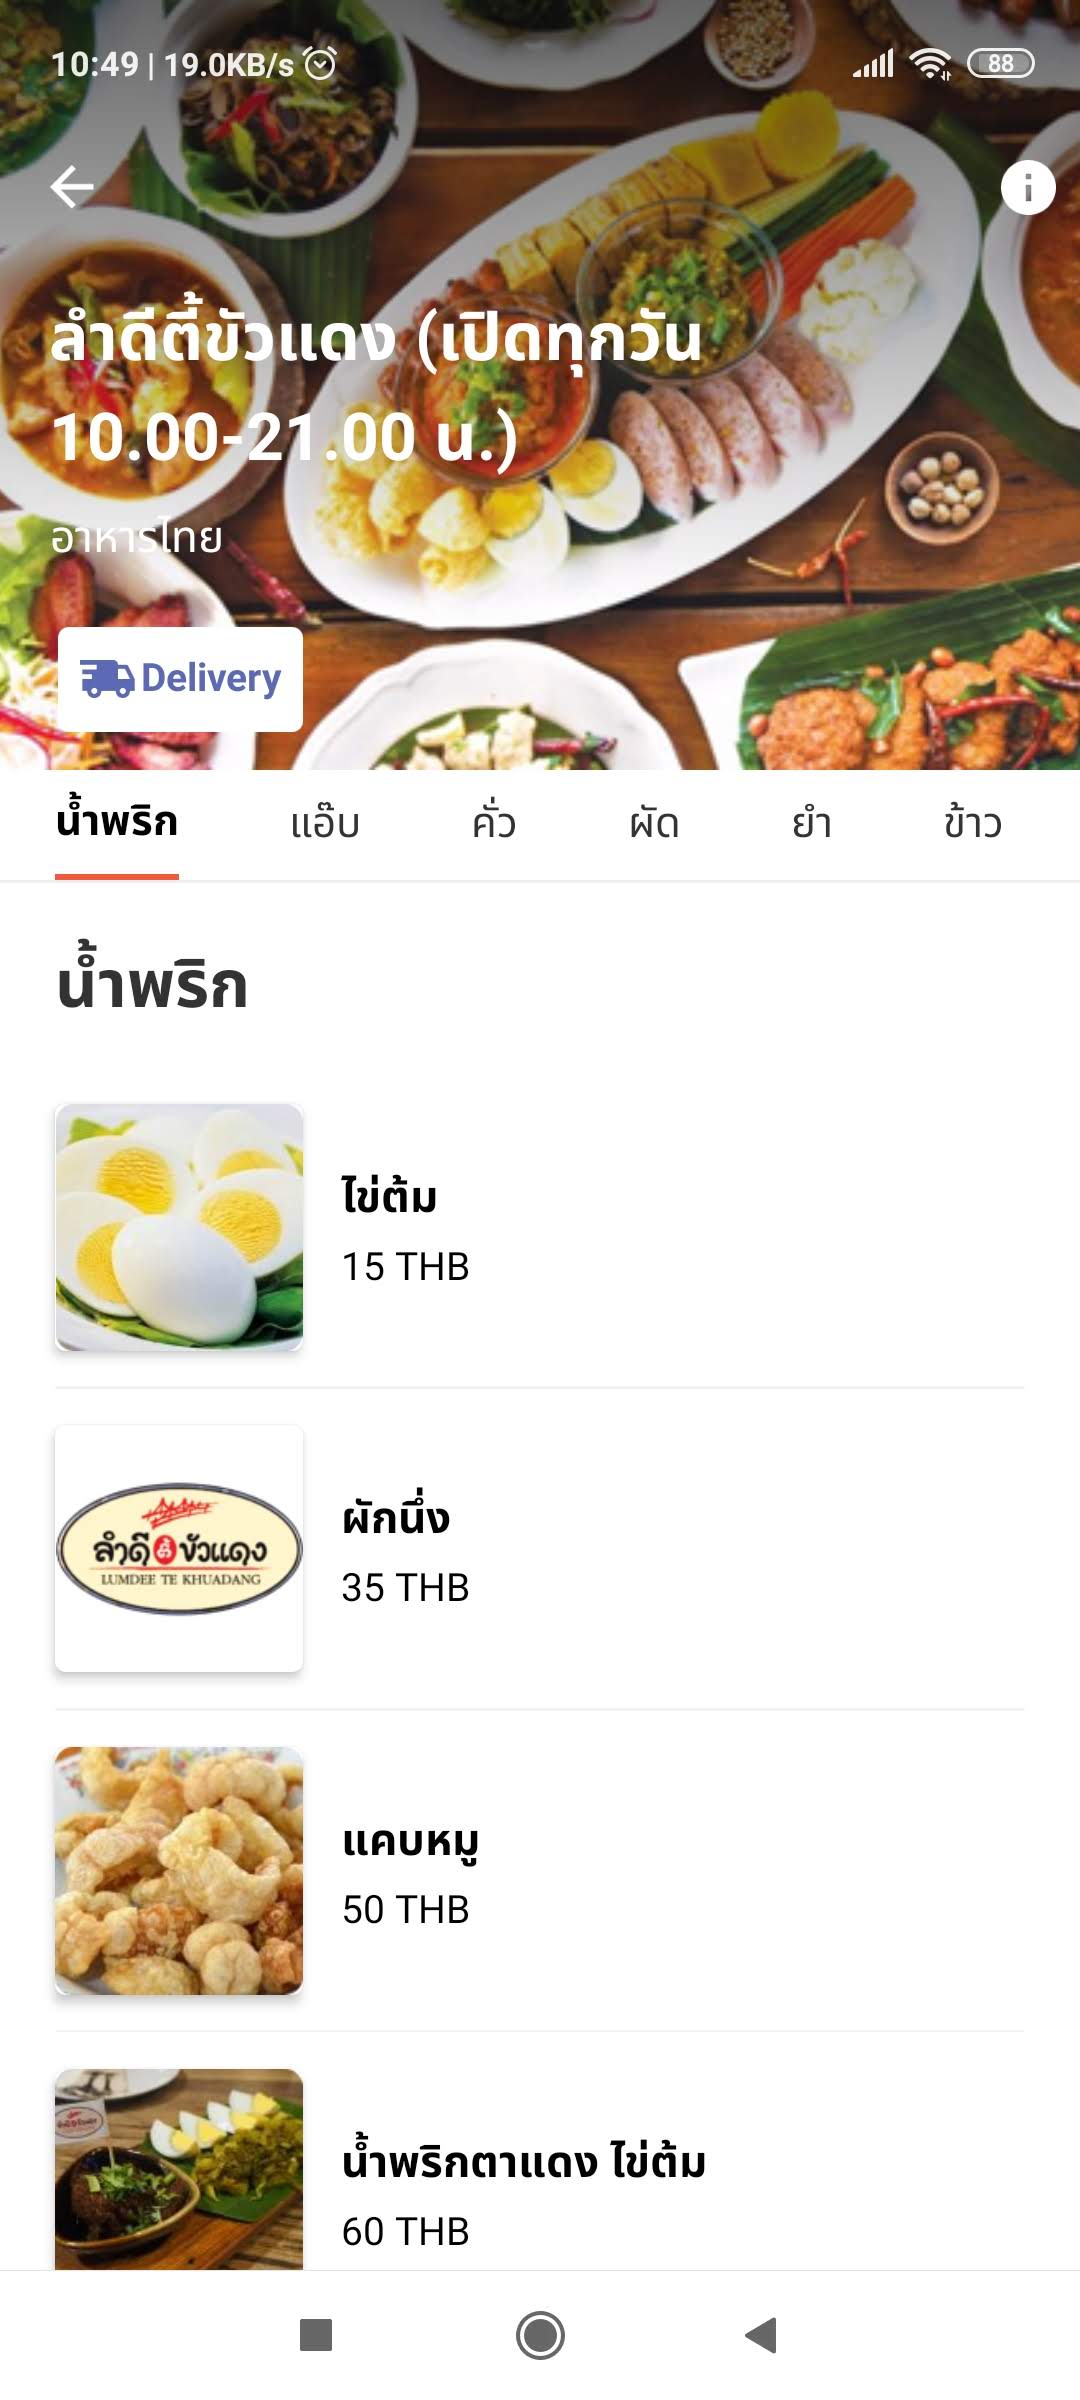 10:49 | 19.0KB/s
88
ลำดีตี้ขัวแดง (เปิดทุกวัน
10.00-21.00 น.)
อาหารไทย
Delivery
น้ำพริก แอ๊บ คั่ว ผัด ยำ ข้าว
น้ำพริก
ไข่ต้ม
15 THB
ลำดีตี้ขัวแดง
LUMDEE TE KHUADANG
ผักนึ่ง
35 THB
แคบหมู
50 THB
น้ำพริกตาแดง ไข่ต้ม
60 THB